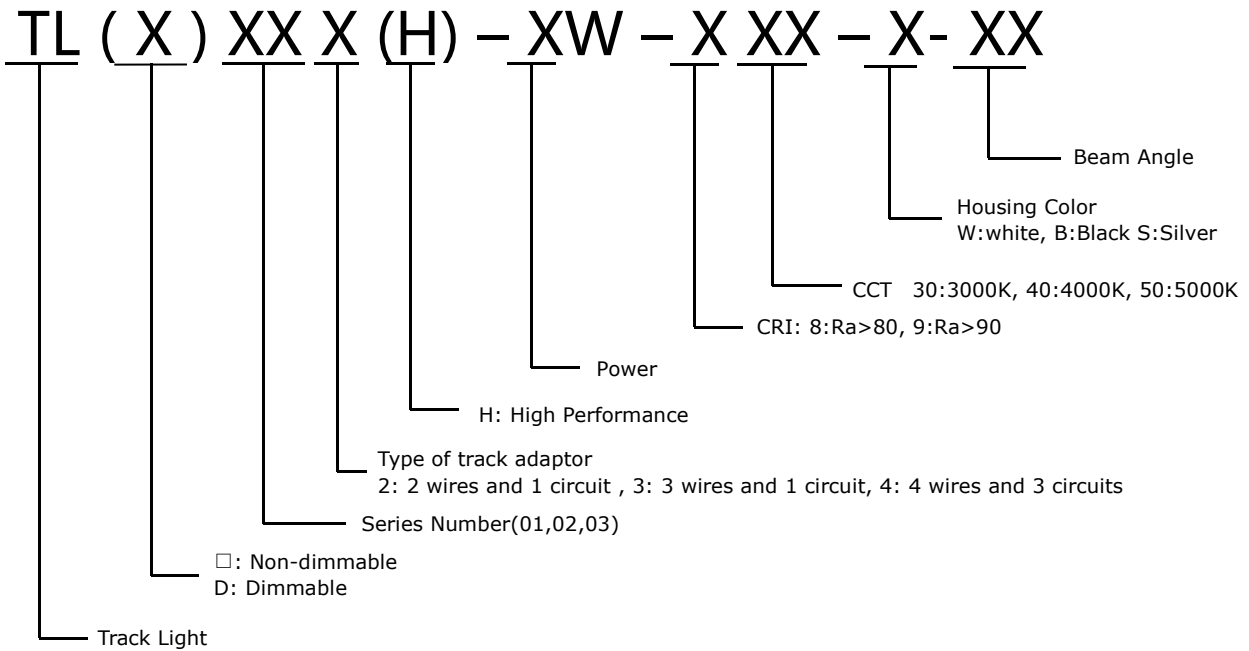 TL (X) XX X (H) – XW – X XX – X- XX
Beam Angle
Housing Color
W:white, B:Black S:Silver
CCT 30:3000K, 40:4000K, 50:5000K
CRI: 8:Ra>80, 9:Ra>90
Power
H: High Performance
Type of track adaptor
2: 2 wires and 1 circuit , 3: 3 wires and 1 circuit, 4: 4 wires and 3 circuits
Series Number(01,02,03)
□: Non-dimmable
D: Dimmable
Track Light